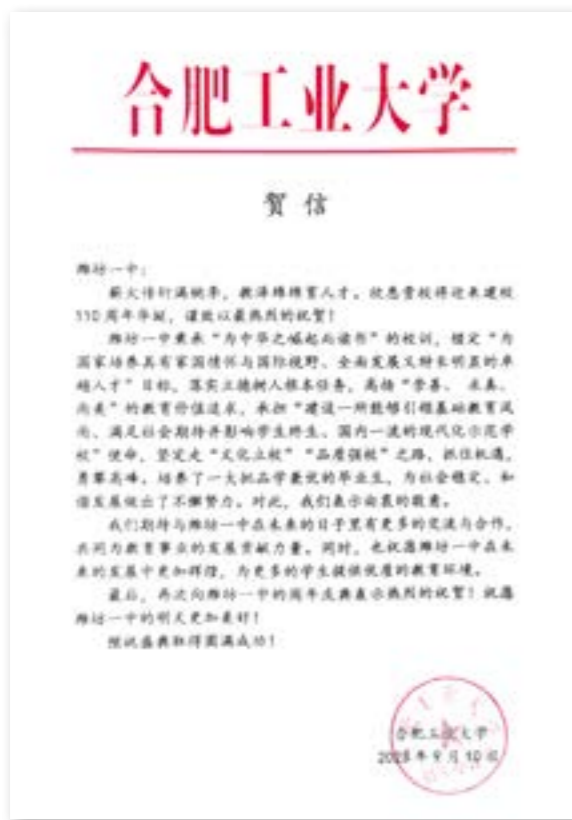 合肥工业大学
贺信
潍坊一中：
薪火传衍满桃李，教泽绵绵育人才。欣悉贵校将迎来建校
110周年华诞，谨致以最热烈的祝贺！
潍坊一中秉承“为中华之崛起而读书”的校训，锚定“为
国家培养具有家国情怀与国际视野、全面发展又特长明显的卓
越人才”目标，落实立德树人根本任务，高扬“崇善、求真、
尚美”的教育价值追求，承担“建设一所能够引领基础教育风
尚、满足社会期待并影响学生终生、国内一流的现代化示范学
校”使命，坚定走“文化立校”“品质强校”之路，抓住机遇，
勇攀高峰，培养了一大批品学兼优的毕业生，为社会稳定、和
谐发展做出了不懈努力。对此，我们表示由衷的敬意。
我们期待与潍坊一中在未来的日子里有更多的交流与合作，
共同为教育事业的发展贡献力量。同时，也祝愿潍坊一中在未
来的发展中更加辉煌，为更多的学生提供优质的教育环境。
最后，再次向潍坊一中的周年庆典表示热烈的祝贺！祝愿
潍坊一中的明天更加美好！
预祝盛典取得圆满成功！
合肥工业大学
年9月10日